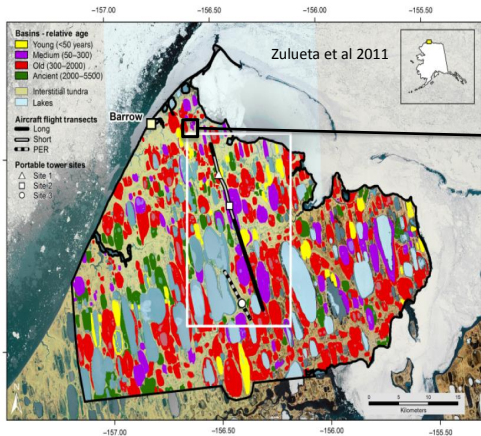 −157.00
−156.50
−156.00
−155.50
Basins - relative age
Young (<50 years)
Medium (50–300)
Old (300–2000)
Ancient (2000–5500)
Interstitial tundra
Lakes
Aircraft flight transects
Long
Short
PER
Portable tower sites
Site 1
Site 2
Site 3
Zulueta et al 2011
Barrow
0 5 10 15
Kilometers
−157.00
−156.50
−156.00
−155.50